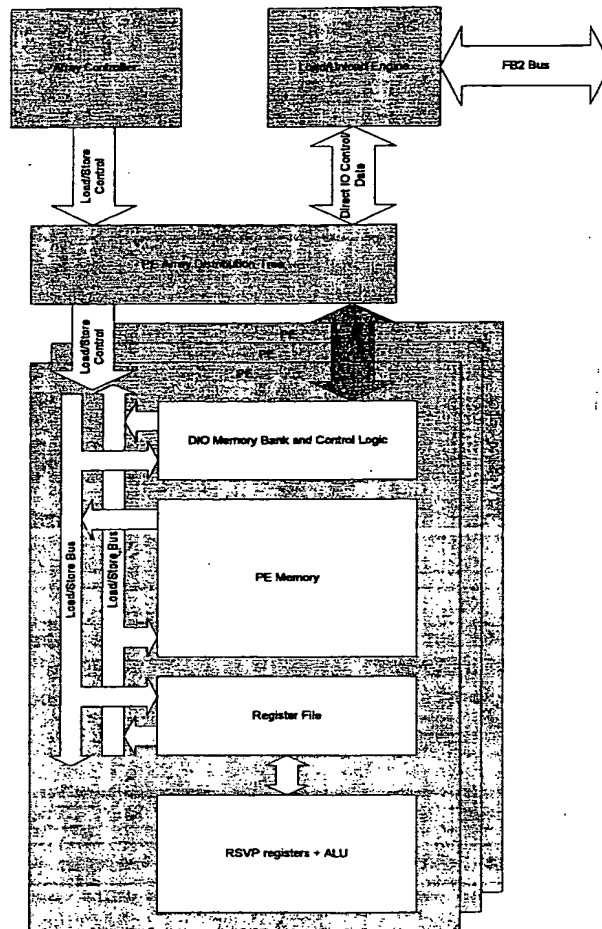 Array Controller
Load/Unload Engine
FB2 Bus
Load/Store
Control
Direct IO Control/
Data
PE Array Distribution Tree
Load/Store
Control
PE
PE
PE
DIO Memory Bank and Control Logic
Load/Store Bus
Load/Store Bus
PE Memory
Register File
RSVP registers + ALU